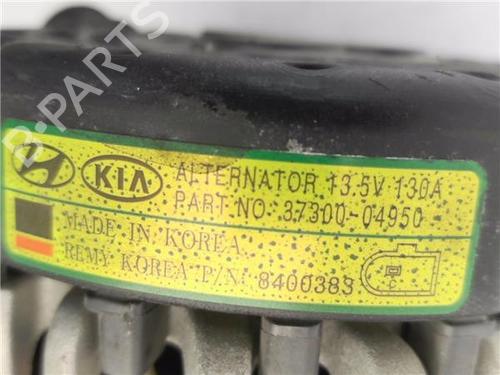 B-PARTS
KIA ALTERNATOR 13.5V 130A
PART NO: 37300-04950
MADE IN KOREA
REMY KOREA P/N: 8400383
C